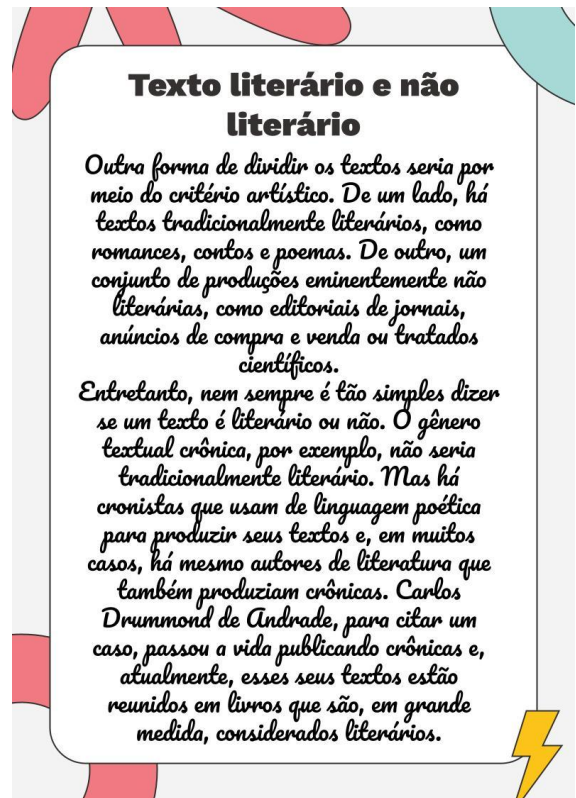 Texto literário e não
literário
Outra forma de dividir os textos seria por
meio do critério artístico. De um lado, há
textos tradicionalmente literários, como
romances, contos e poemas. De outro, um
conjunto de produções eminentemente não
literárias, como editoriais de jornais,
anúncios de compra e venda ou tratados
científicos.
Entretanto, nem sempre é tão simples dizer
se um texto é literário ou não. O gênero
textual crônica, por exemplo, não seria
tradicionalmente literário. Mas há
cronistas que usam de linguagem poética
para produzir seus textos e, em muitos
casos, há mesmo autores de literatura que
também produziam crônicas. Carlos
Drummond de Andrade, para citar um
caso, passou a vida publicando crônicas e,
atualmente, esses seus textos estão
reunidos em livros que são, em grande
medida, considerados literários.